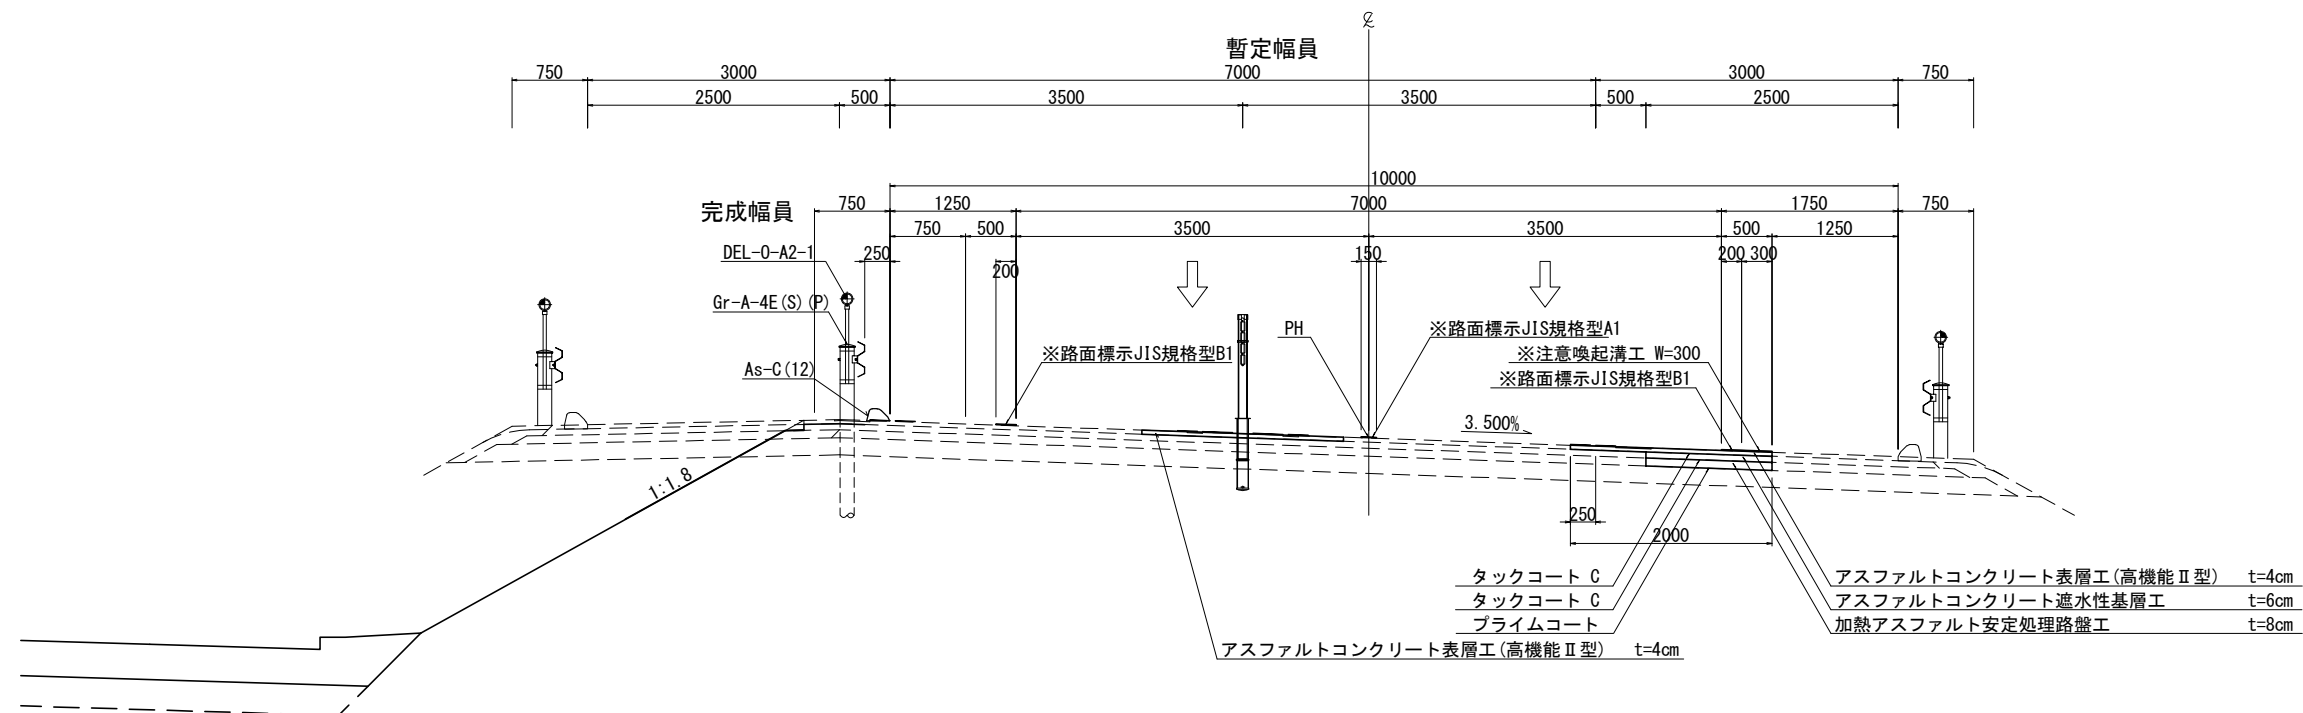 ℄
暫定幅員
750 3000 7000 3000 750
2500 500 3500 3500 500 2500
10000
完成幅員 750 1250 7000 1750 750
750 500 3500 3500 500 1250
DEL-O-A2-1 250 200 150 200 300
Gr-A-4E(S)(P)
PH ※路面標示JIS規格型A1
※路面標示JIS規格型B1 ※注意喚起溝工 W=300
As-C(12) ※路面標示JIS規格型B1
3.500%
1:1.8
250
2000
タックコート C アスファルトコンクリート表層工(高機能Ⅱ型) t=4cm
タックコート C アスファルトコンクリート遮水性基層工 t=6cm
プライムコート 加熱アスファルト安定処理路盤工 t=8cm
アスファルトコンクリート表層工(高機能Ⅱ型) t=4cm